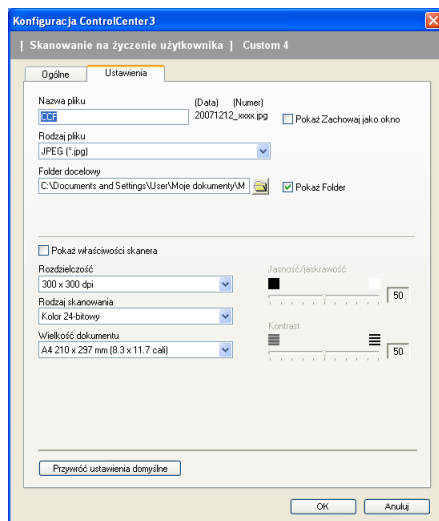 Konfiguracja ControlCenter3
[ Skanowanie na życzenie użytkownika ] Custom 4
Ogólne Ustawienia
Nazwa pliku (Data) (Numer)
CCF 20071212_xxxx.jpg Pokaż Zachowaj jako okno
Rodzaj pliku
JPEG (*.jpg)
Folder docelowy
C:\Documents and Settings\User\Moje dokumenty\M Pokaż Folder
Pokaż właściwości skanera
Rozdzielczość Jasność/jaskrawość
300 x 300 dpi 50
Rodzaj skanowania
Kolor 24-bitowy Kontrast
Wielkość dokumentu
A4 210 x 297 mm (8.3 x 11.7 cali) 50
Przywróć ustawienia domyślne
OK Anuluj